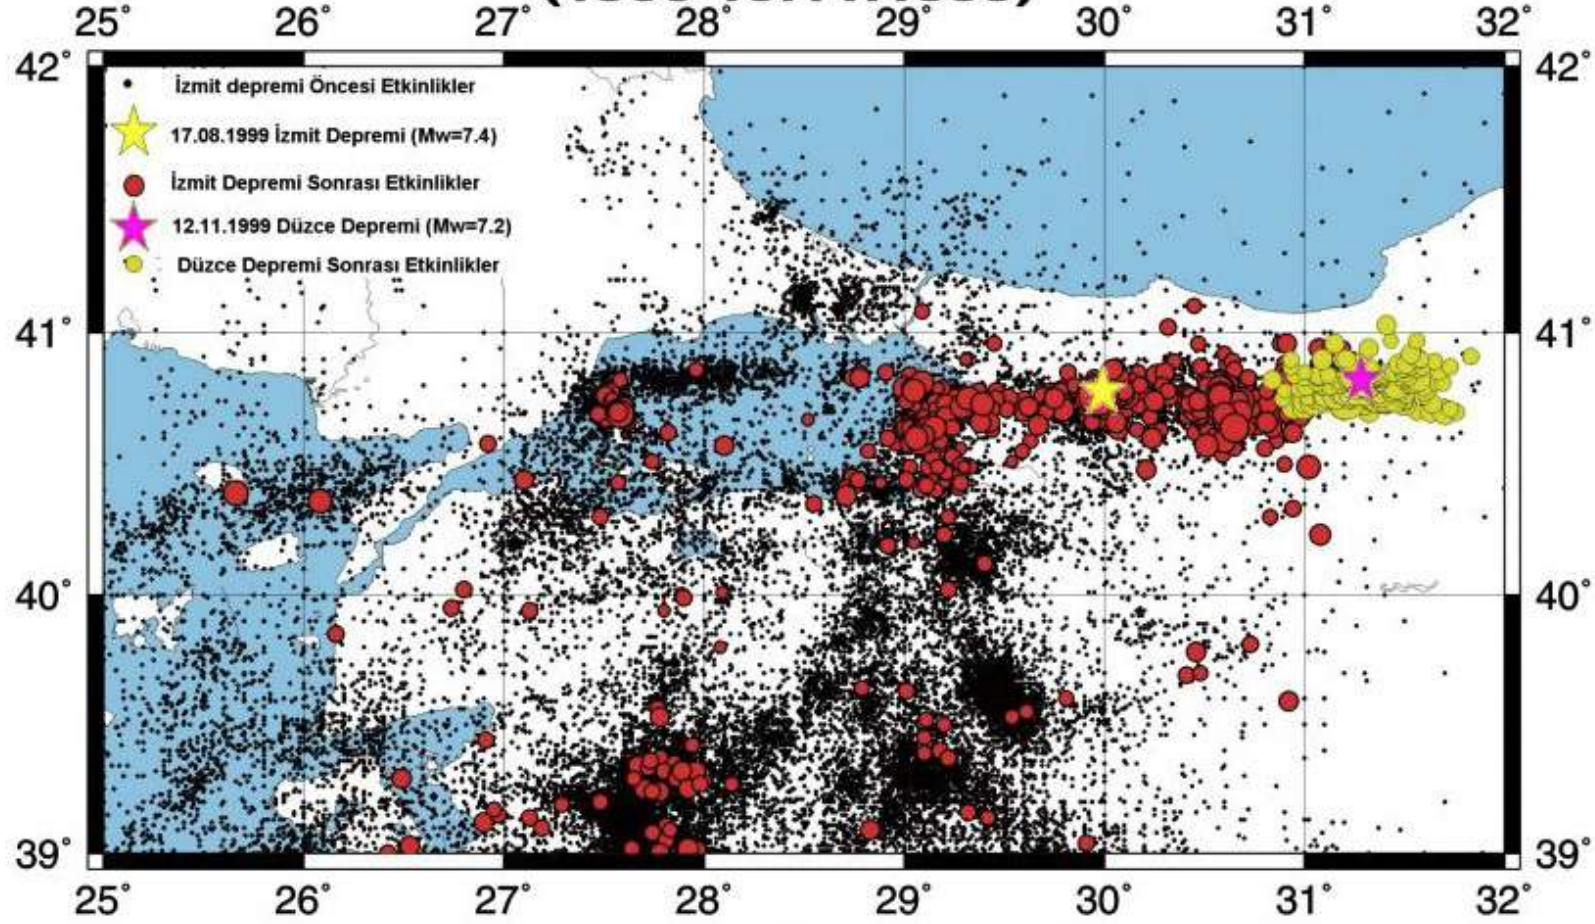 25° 26° 27° 28° 29° 30° 31° 32°
42° 42°
İzmit depremi Öncesi Etkinlikler
17.08.1999 İzmit Depremi (Mw=7.4)
İzmit Depremi Sonrası Etkinlikler
12.11.1999 Düzce Depremi (Mw=7.2)
Düzce Depremi Sonrası Etkinlikler
41° 41°
40° 40°
39° 39°
25° 26° 27° 28° 29° 30° 31° 32°